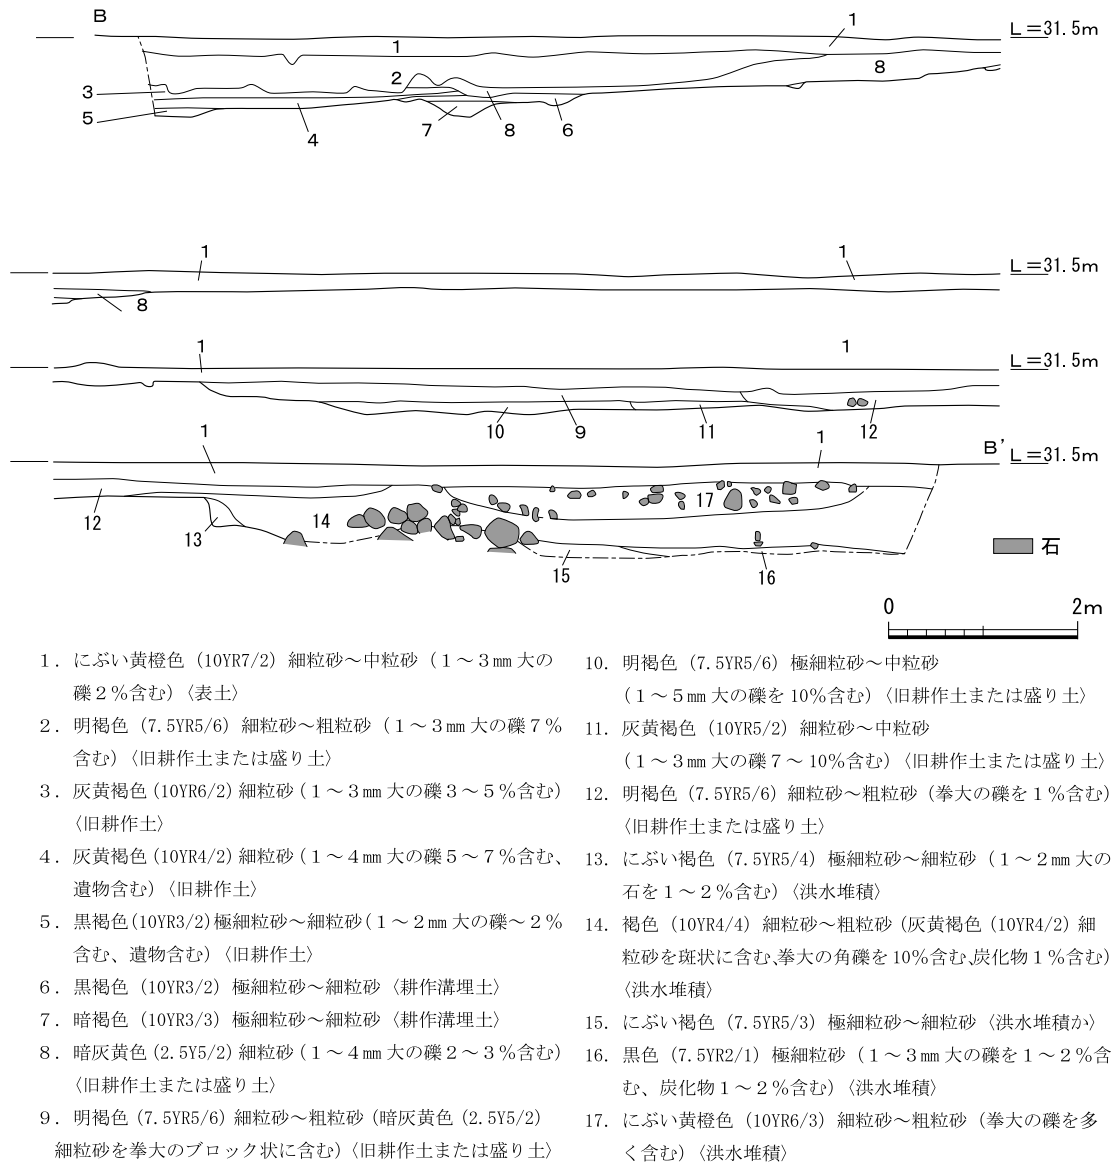 B
1
L＝31.5m
1
8
2
3
5
4
7
8
6
1
1
L＝31.5m
8
1
1
L＝31.5m
10
9
11
12
1
1
B’
L＝31.5m
17
12
14
13
石
15
16
0
2m
1．にぶい黄橙色（10YR7/2）細粒砂～中粒砂（1～3㎜大の
礫2％含む）〈表土〉
2．明褐色（7.5YR5/6）細粒砂～粗粒砂（1～3㎜大の礫7％
含む）〈旧耕作土または盛り土〉
3．灰黄褐色（10YR6/2）細粒砂（1～3㎜大の礫3～5％含む）
〈旧耕作土〉
4．灰黄褐色（10YR4/2）細粒砂（1～4㎜大の礫5～7％含む、
遺物含む）〈旧耕作土〉
5．黒褐色（10YR3/2）極細粒砂～細粒砂（1～2㎜大の礫～2％
含む、遺物含む）〈旧耕作土〉
6．黒褐色（10YR3/2）極細粒砂～細粒砂〈耕作溝埋土〉
7．暗褐色（10YR3/3）極細粒砂～細粒砂〈耕作溝埋土〉
8．暗灰黄色（2.5Y5/2）細粒砂（1～4㎜大の礫2～3％含む）
〈旧耕作土または盛り土〉
9．明褐色（7.5YR5/6）細粒砂～粗粒砂（暗灰黄色（2.5Y5/2）
細粒砂を拳大のブロック状に含む）〈旧耕作土または盛り土〉
10．明褐色（7.5YR5/6）極細粒砂～中粒砂
（1～5㎜大の礫を10％含む）〈旧耕作土または盛り土〉
11．灰黄褐色（10YR5/2）細粒砂～中粒砂
（1～3㎜大の礫7～10％含む）〈旧耕作土または盛り土〉
12．明褐色（7.5YR5/6）細粒砂～粗粒砂（拳大の礫を1％含む）
〈旧耕作土または盛り土〉
13．にぶい褐色（7.5YR5/4）極細粒砂～細粒砂（1～2㎜大の
石を1～2％含む）〈洪水堆積〉
14．褐色（10YR4/4）細粒砂～粗粒砂（灰黄褐色（10YR4/2）細
粒砂を斑状に含む、拳大の角礫を10％含む、炭化物1％含む）
〈洪水堆積〉
15．にぶい褐色（7.5YR5/3）極細粒砂～細粒砂〈洪水堆積か〉
16．黒色（7.5YR2/1）極細粒砂（1～3㎜大の礫を1～2％含
む、炭化物1～2％含む）〈洪水堆積〉
17．にぶい黄橙色（10YR6/3）細粒砂～粗粒砂（拳大の礫を多
く含む）〈洪水堆積〉